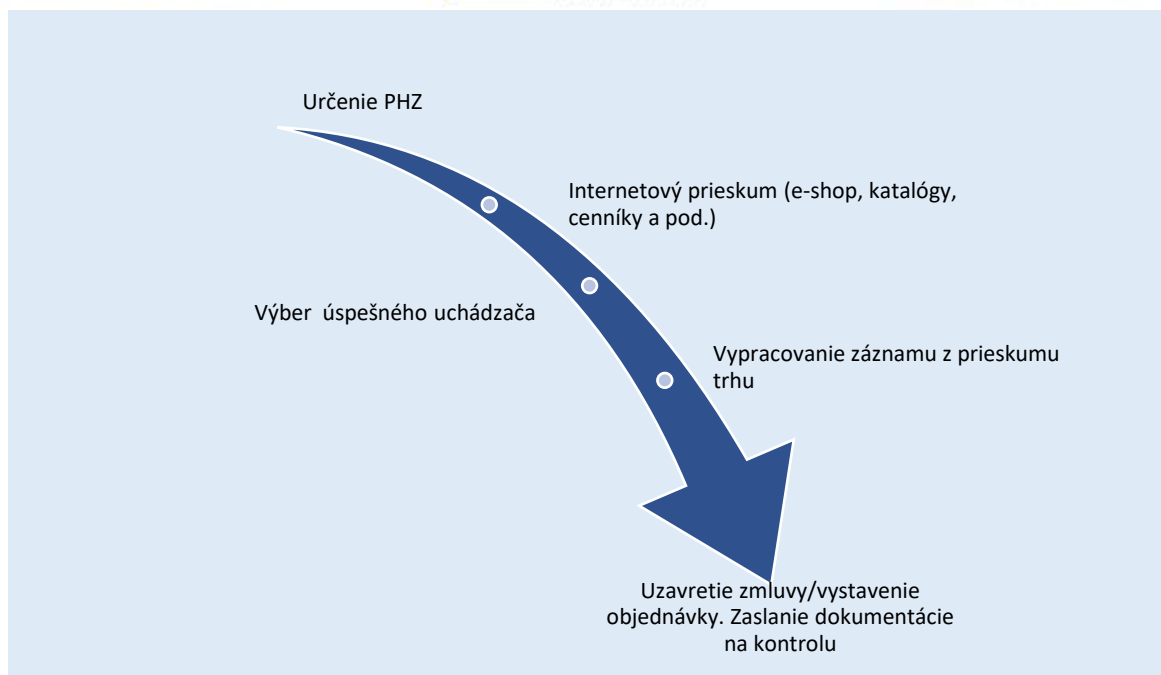 Určenie PHZ
Internetový prieskum (e-shop, katalógy,
cenníky a pod.)
Výber úspešného uchádzača
Vypracovanie záznamu z prieskumu
trhu
Uzavretie zmluvy/vystavenie
objednávky. Zaslanie dokumentácie
na kontrolu